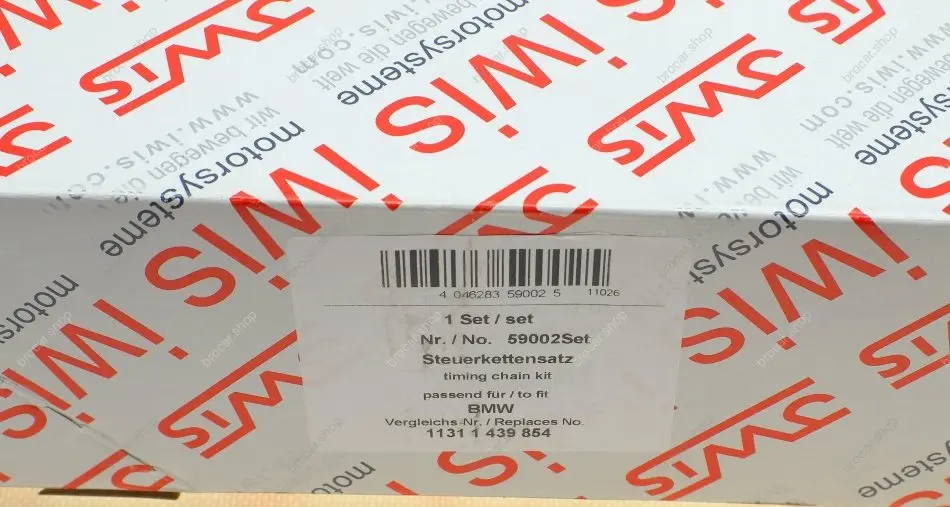 iwis
motorsysteme
wir bewegen die welt
www.iwis.com
4 046283 59002 5 11026
1 Set / set
Nr. / No. 59002Set
Steuerkettensatz
timing chain kit
passend für / to fit
BMW
Vergleichs-Nr. / Replaces No.
1131 1 439 854
brocar.shop